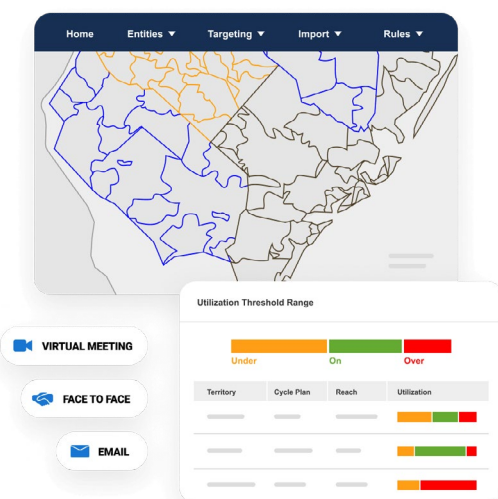 Home Entities Targeting Import Rules
Utilization Threshold Range
Under On Over
Territory Cycle Plan Reach Utilization
VIRTUAL MEETING
FACE TO FACE
EMAIL